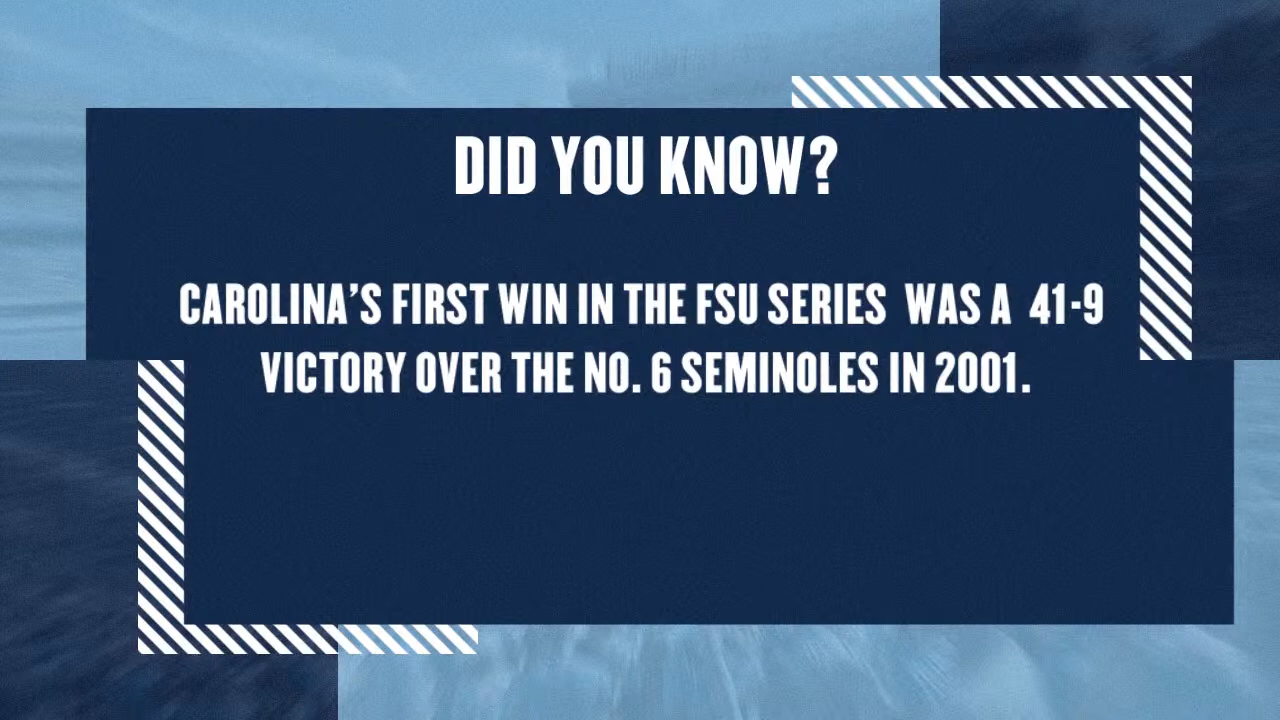 DID YOU KNOW?
CAROLINA'S FIRST WIN IN THE FSU SERIES WAS A 41-9
VICTORY OVER THE NO. 6 SEMINOLES IN 2001.